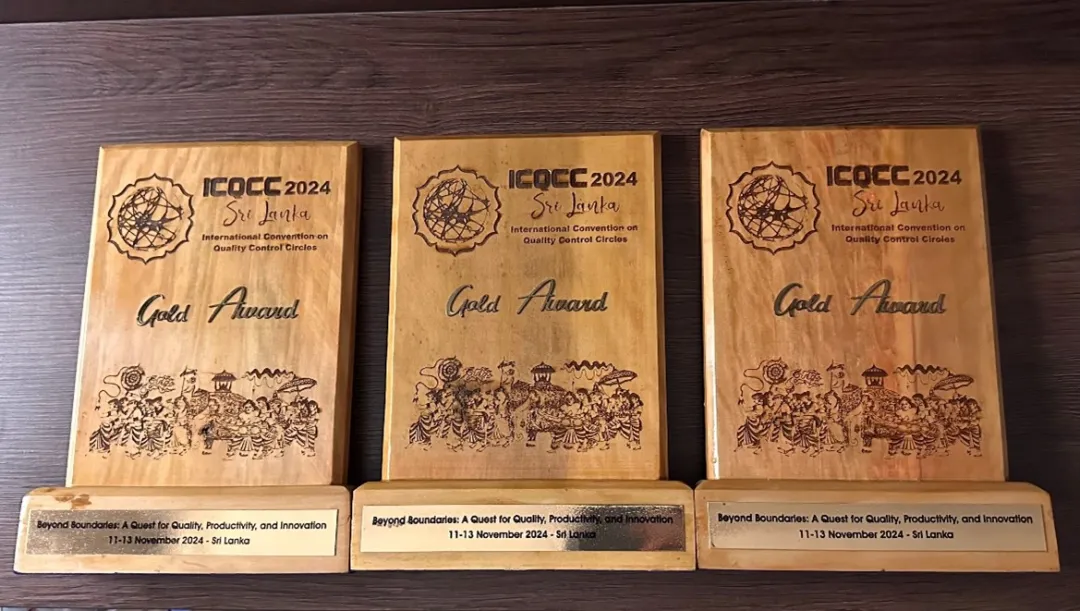 ICQCC 2024
Sri Lanka
International Convention on
Quality Control Circles
Gold Award
Beyond Boundaries: A Quest for Quality, Productivity, and Innovation
11-13 November 2024 - Sri Lanka
ICQCC 2024
Sri Lanka
International Convention on
Quality Control Circles
Gold Award
Beyond Boundaries: A Quest for Quality, Productivity, and Innovation
11-13 November 2024 - Sri Lanka
ICQCC 2024
Sri Lanka
International Convention on
Quality Control Circles
Gold Award
Beyond Boundaries: A Quest for Quality, Productivity, and Innovation
11-13 November 2024 - Sri Lanka